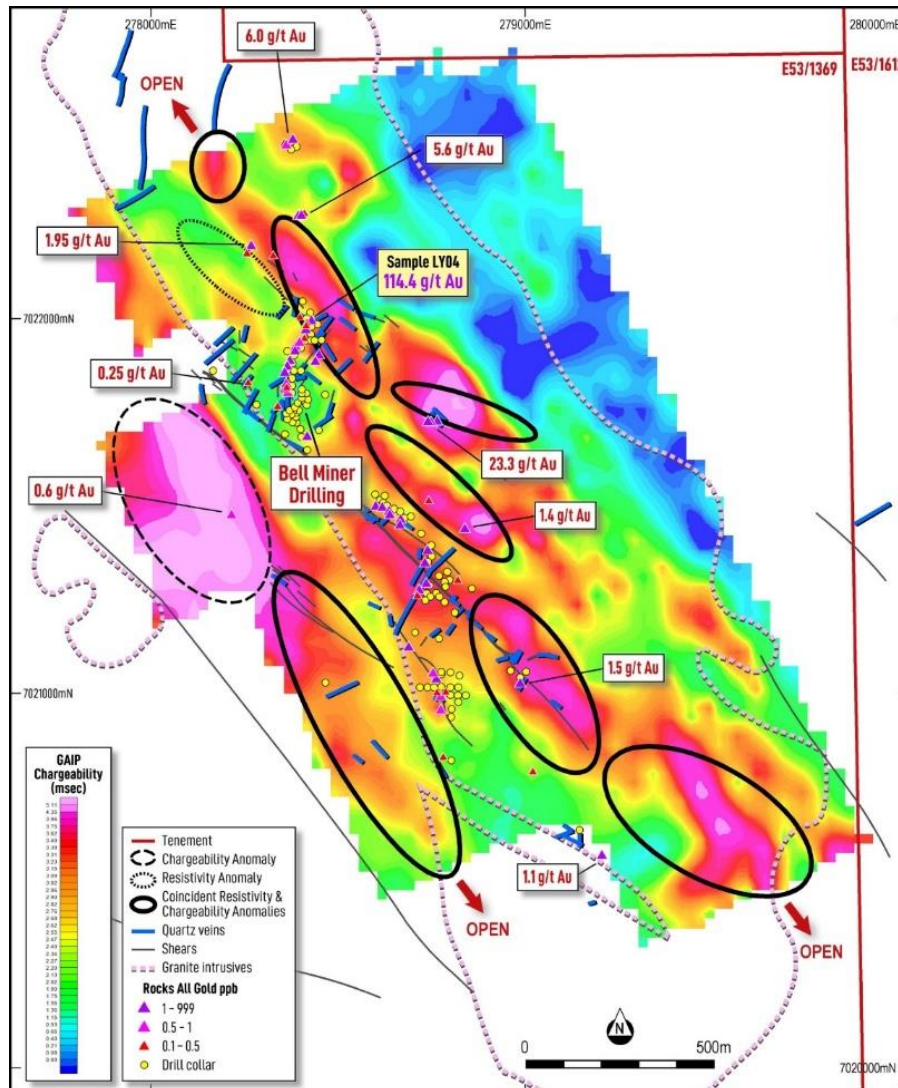 278000mE
279000mE
280000mE
6.0 g/t Au
E53/1369
E53/161
OPEN
5.6 g/t Au
1.95 g/t Au
Sample LY04
114.4 g/t Au
7022000mN
0.25 g/t Au
Bell Miner
Drilling
23.3 g/t Au
0.6 g/t Au
1.4 g/t Au
7021000mN
1.5 g/t Au
GAIP
Chargeability
(msec)
Tenement
Chargeability Anomaly
Resistivity Anomaly
Coincident Resistivity &
Chargeability Anomalies
Quartz veins
Shears
Granite intrusives
Rocks All Gold ppb
1 - 999
0.5 - 1
0.1 - 0.5
Drill collar
1.1 g/t Au
OPEN
OPEN
N
0
500m
7020000mN